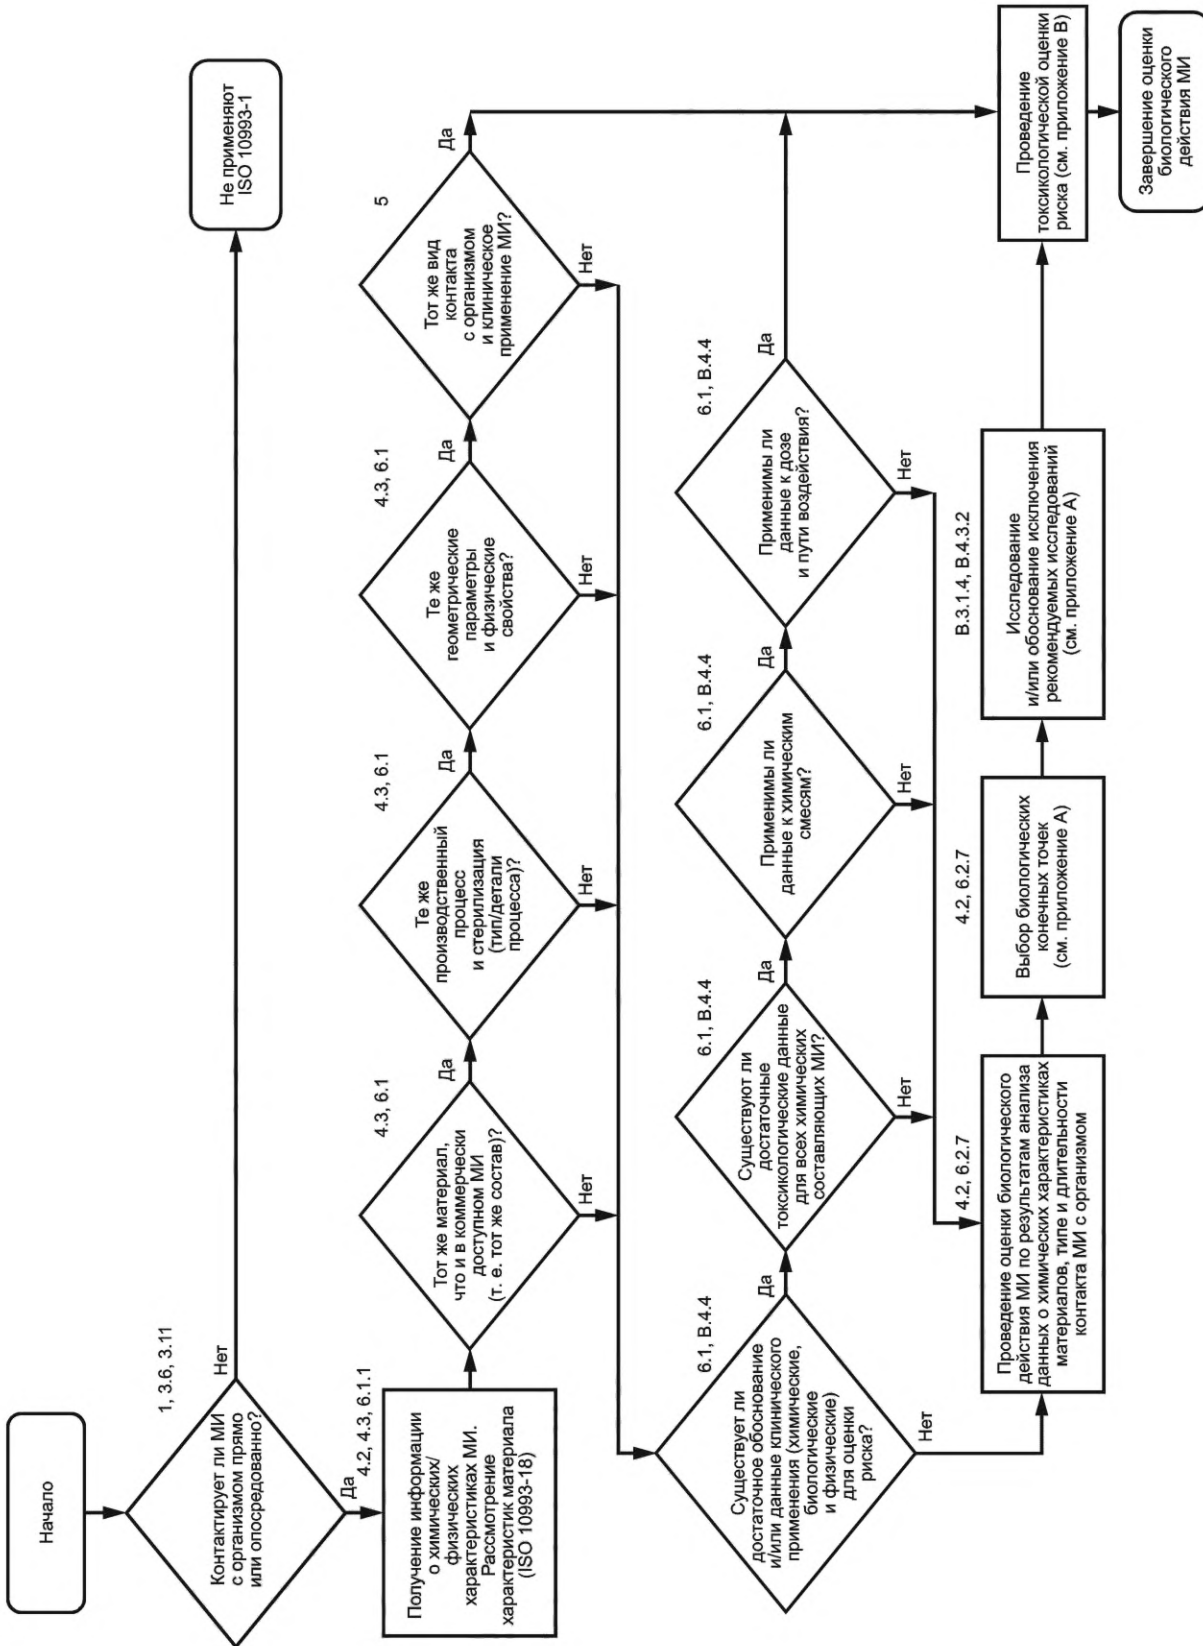 Начало
1, 3.6, 3.11
Контактирует ли МИ
с организмом прямо
или опосредованно?
Нет
Не применяют
ISO 10993-1
Да
4.2, 4.3, 6.1.1
Получение информации
о химических/
физических
характеристиках МИ.
Рассмотрение
характеристик материала
(ISO 10993-18)
4.3, 6.1
Тот же материал,
что и в коммерчески
доступном МИ
(т. е. тот же состав)?
Да
Нет
4.3, 6.1
Те же
производственный
процесс
и стерилизация
(тип/детали
процесса)?
Да
Нет
4.3, 6.1
Те же
геометрические
параметры
и физические
свойства?
Да
Нет
5
Тот же вид
контакта
с организмом
и клиническое
применение МИ?
Да
Нет
6.1, B.4.4
Существует ли
достаточное обоснование
и/или данные клинического
применения (химические,
биологические
и физические)
для оценки
риска?
Да
Нет
6.1, B.4.4
Существуют ли
достаточные
токсикологические данные
для всех химических
составляющих МИ?
Да
Нет
6.1, B.4.4
Применимы ли
данные к химическим
смесям?
Да
Нет
6.1, B.4.4
Применимы ли
данные к дозе
и пути воздействия?
Да
Нет
4.2, 6.2.7
Проведение оценки биологического
действия МИ по результатам анализа
данных о химических характеристиках
материалов, типе и длительности
контакта МИ с организмом
4.2, 6.2.7
Выбор биологических
конечных точек
(см. приложение А)
B.3.1.4, B.4.3.2
Исследование
и/или обоснование исключения
рекомендуемых исследований
(см. приложение А)
Проведение
токсикологической оценки
риска (см. приложение В)
Завершение оценки
биологического
действия МИ